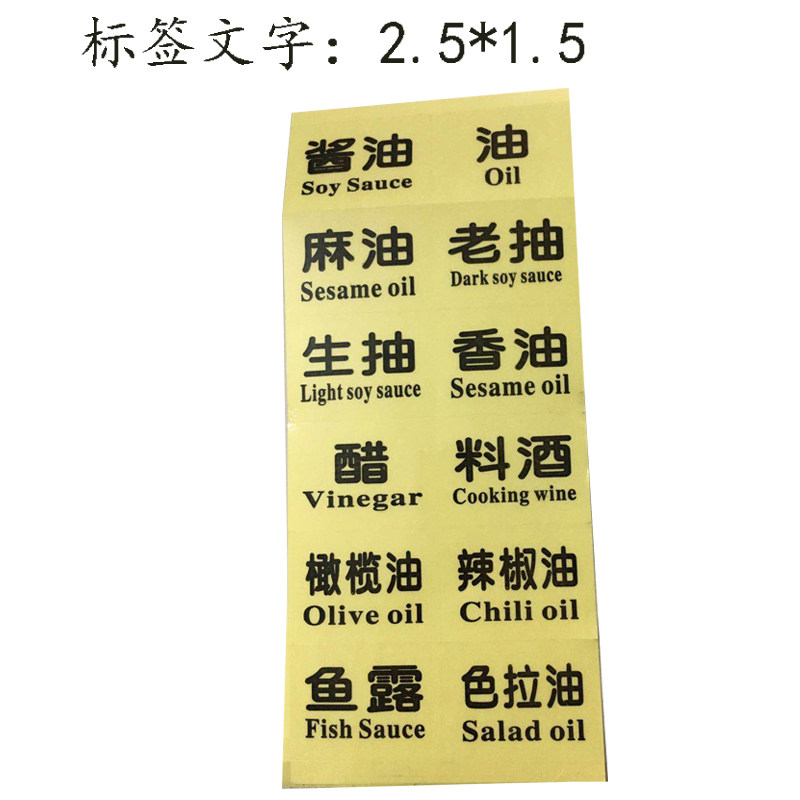 标签文字：2.5*1.5
酱油 油
Soy Sauce Oil
麻油 老抽
Sesame oil Dark soy sauce
生抽 香油
Light soy sauce Sesame oil
醋 料酒
Vinegar Cooking wine
橄榄油 辣椒油
Olive oil Chili oil
鱼露 色拉油
Fish Sauce Salad oil